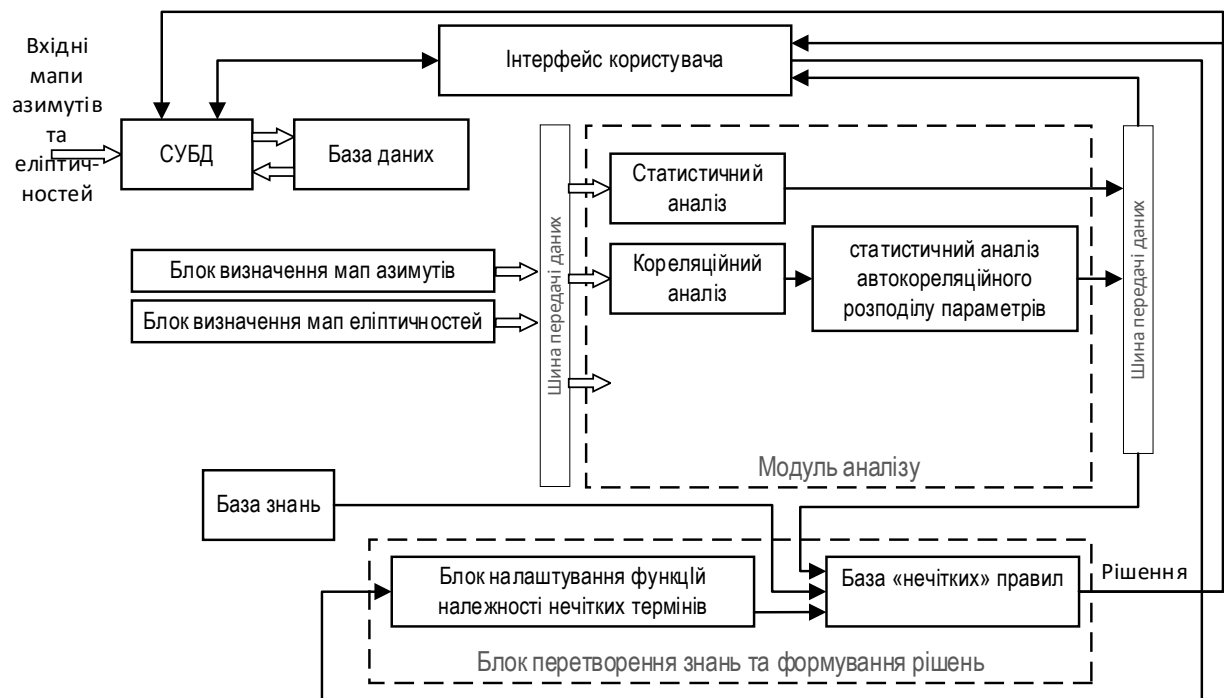 Вхідні
мапи
азимутів
та
еліптич-
ностей
Інтерфейс користувача
СУБД
База даних
Блок визначення мап азимутів
Блок визначення мап еліптичностей
Шина передачі даних
Статистичний
аналіз
Кореляційний
аналіз
статистичний аналіз
автокореляційного
розподілу параметрів
Шина передачі даних
Модуль аналізу
База знань
Блок налаштування функцІй
належності нечітких термінів
База «нечітких» правил
Рішення
Блок перетворення знань та формування рішень